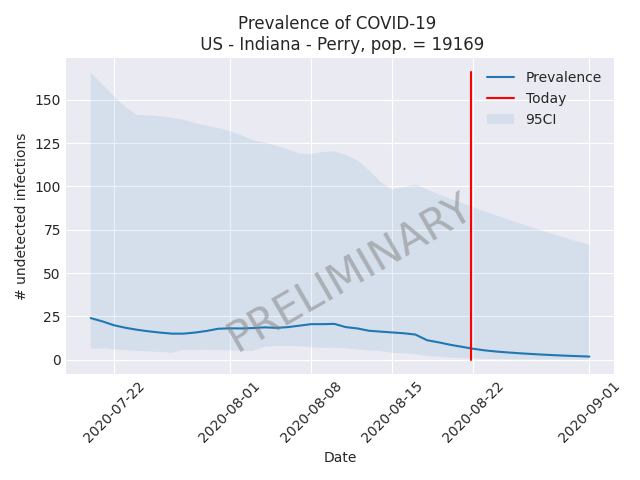 Prevalence of COVID-19
US - Indiana - Perry, pop. = 19169
Prevalence
Today
95CI
150
125
100
75
50
25
0
# undetected infections
PRELIMINARY
2020-07-22
2020-08-01
2020-08-08
2020-08-15
2020-08-22
2020-09-01
Date